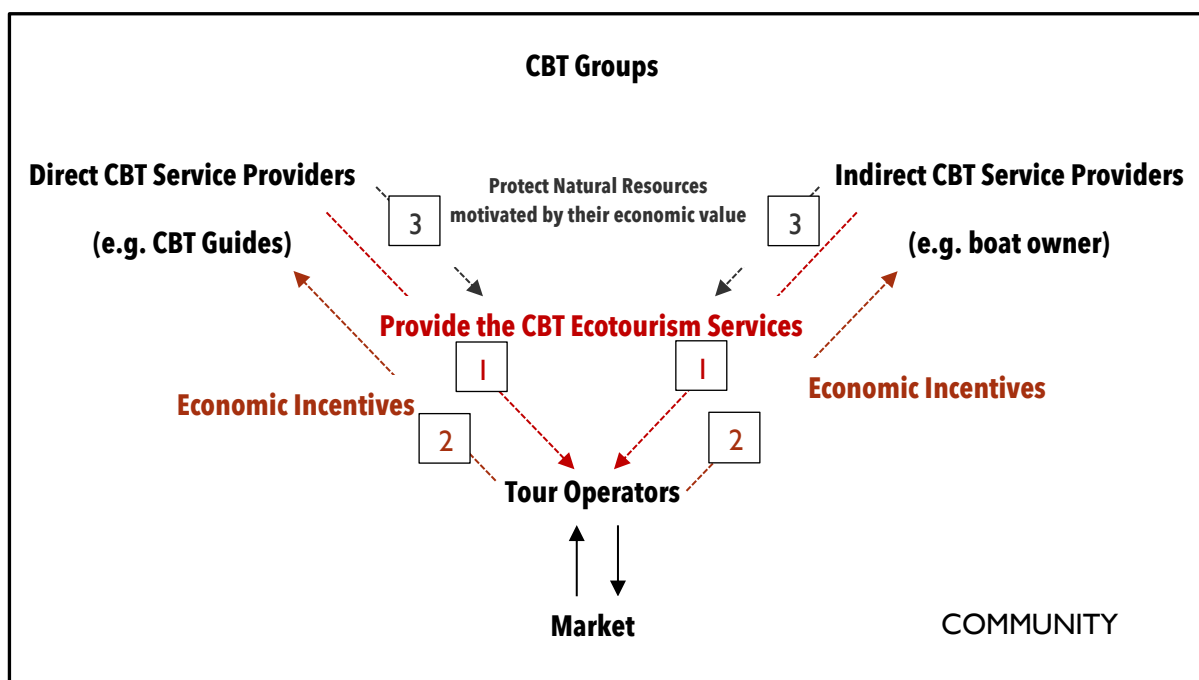 CBT Groups
Direct CBT Service Providers
(e.g. CBT Guides)
Protect Natural Resources
motivated by their economic value
Indirect CBT Service Providers
(e.g. boat owner)
3
3
Provide the CBT Ecotourism Services
1
1
Economic Incentives
Economic Incentives
2
2
Tour Operators
Market
COMMUNITY